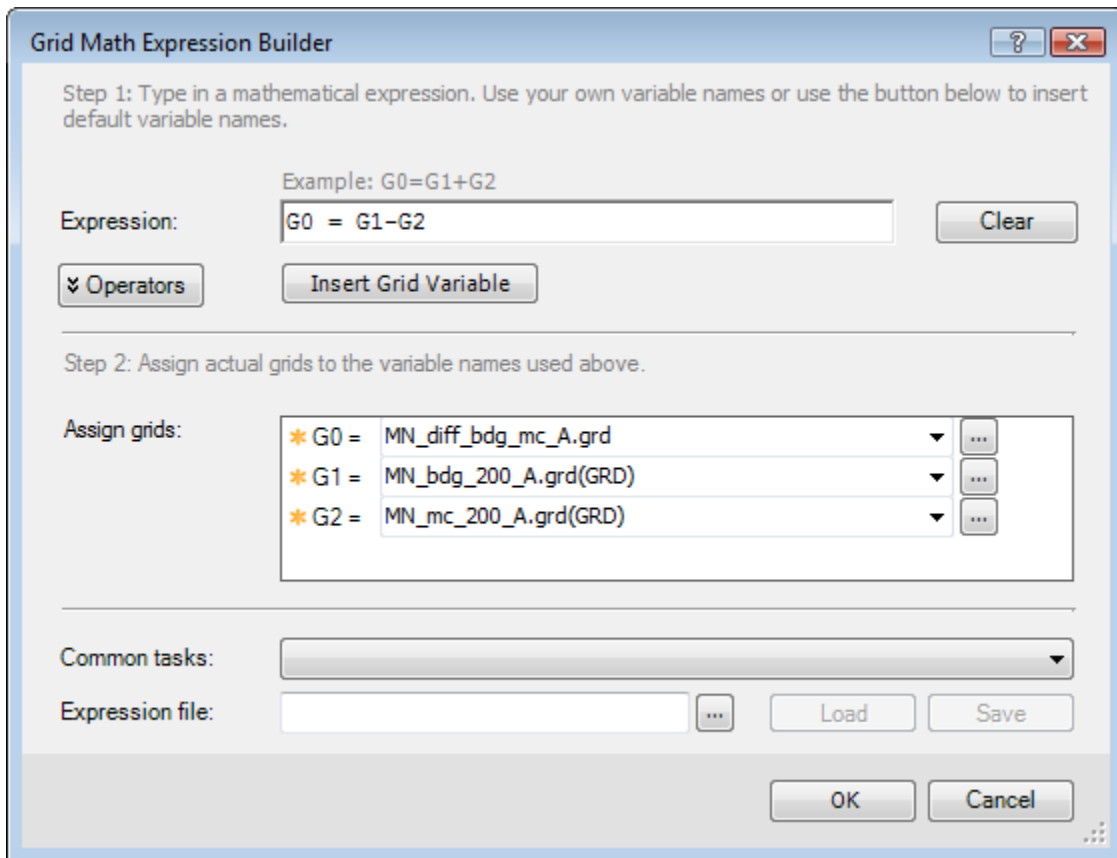 Grid Math Expression Builder
Step 1: Type in a mathematical expression. Use your own variable names or use the button below to insert
default variable names.
Example: G0=G1+G2
Expression: G0 = G1-G2 Clear
Operators Insert Grid Variable
Step 2: Assign actual grids to the variable names used above.
Assign grids: * G0 = MN_diff_bdg_mc_A.grd ...
* G1 = MN_bdg_200_A.grd(GRD) ...
* G2 = MN_mc_200_A.grd(GRD) ...
Common tasks:
Expression file: ... Load Save
OK Cancel